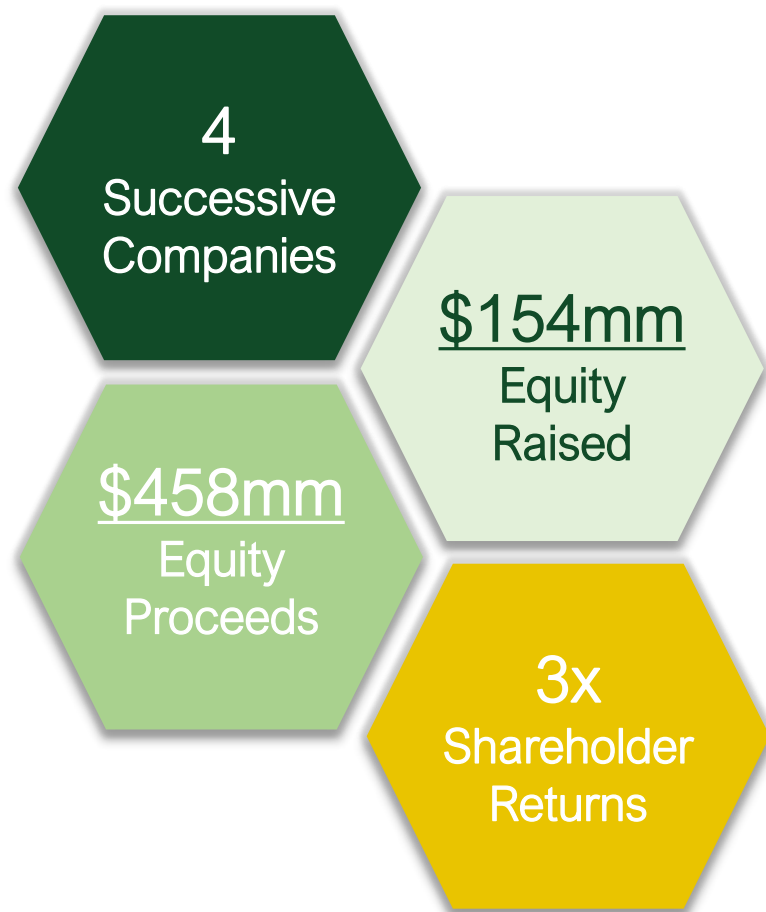 4
Successive
Companies
$154mm
Equity
Raised
$458mm
Equity
Proceeds
3x
Shareholder
Returns